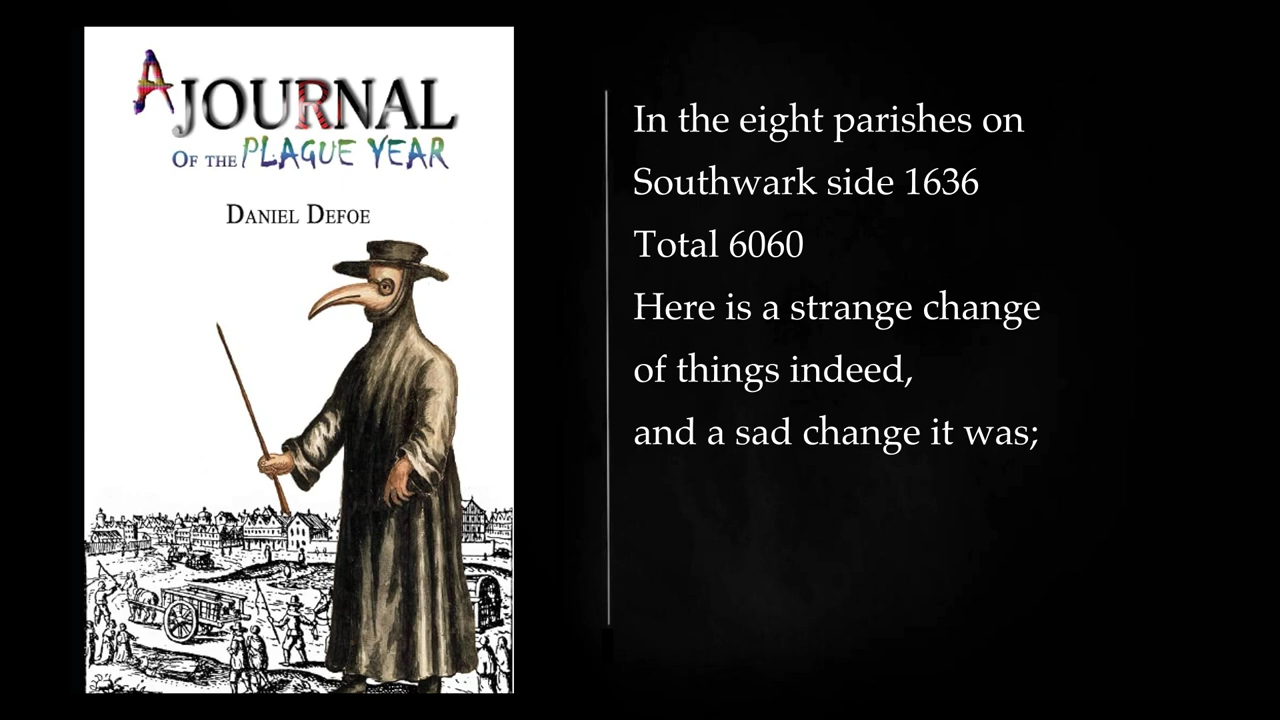 A JOURNAL
OF THE PLAGUE YEAR
DANIEL DEFOE
In the eight parishes on
Southwark side 1636
Total 6060
Here is a strange change
of things indeed,
and a sad change it was;